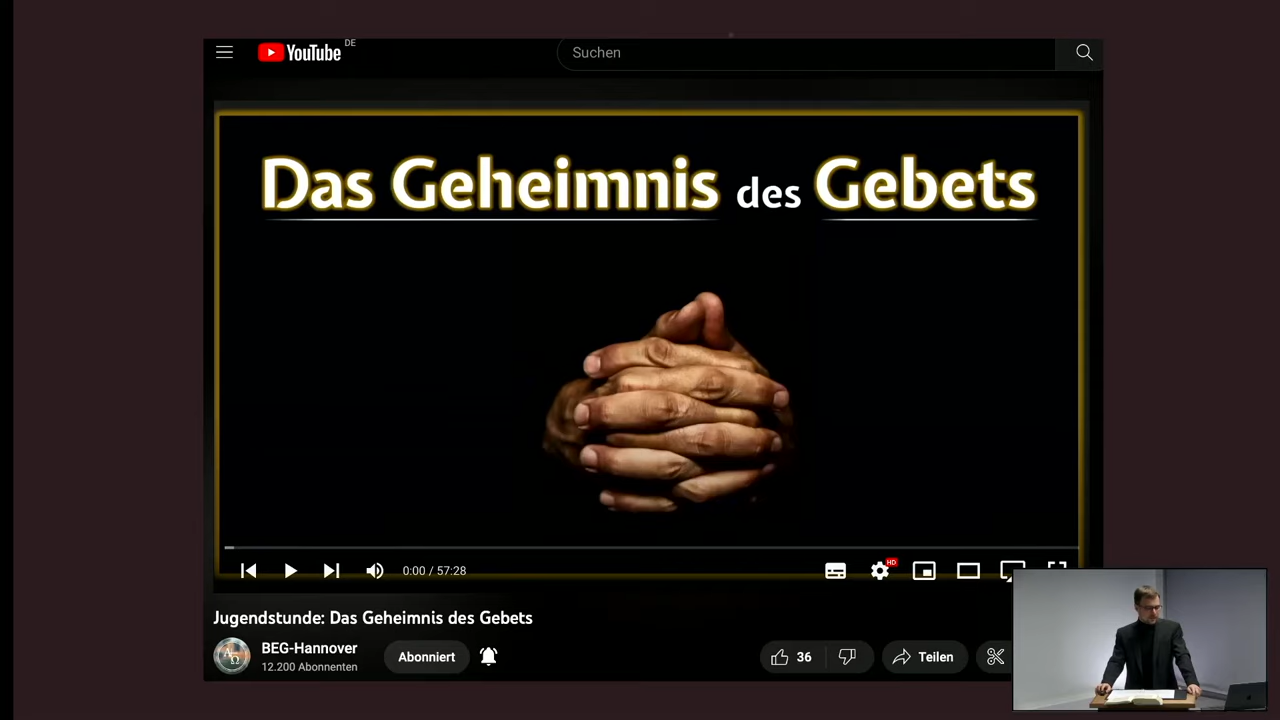 YouTube DE
Suchen
Das Geheimnis des Gebets
0:00 / 57:28
HD
Jugendstunde: Das Geheimnis des Gebets
BEG-Hannover
12.200 Abonnenten
Abonniert
36
Teilen
A
Ω